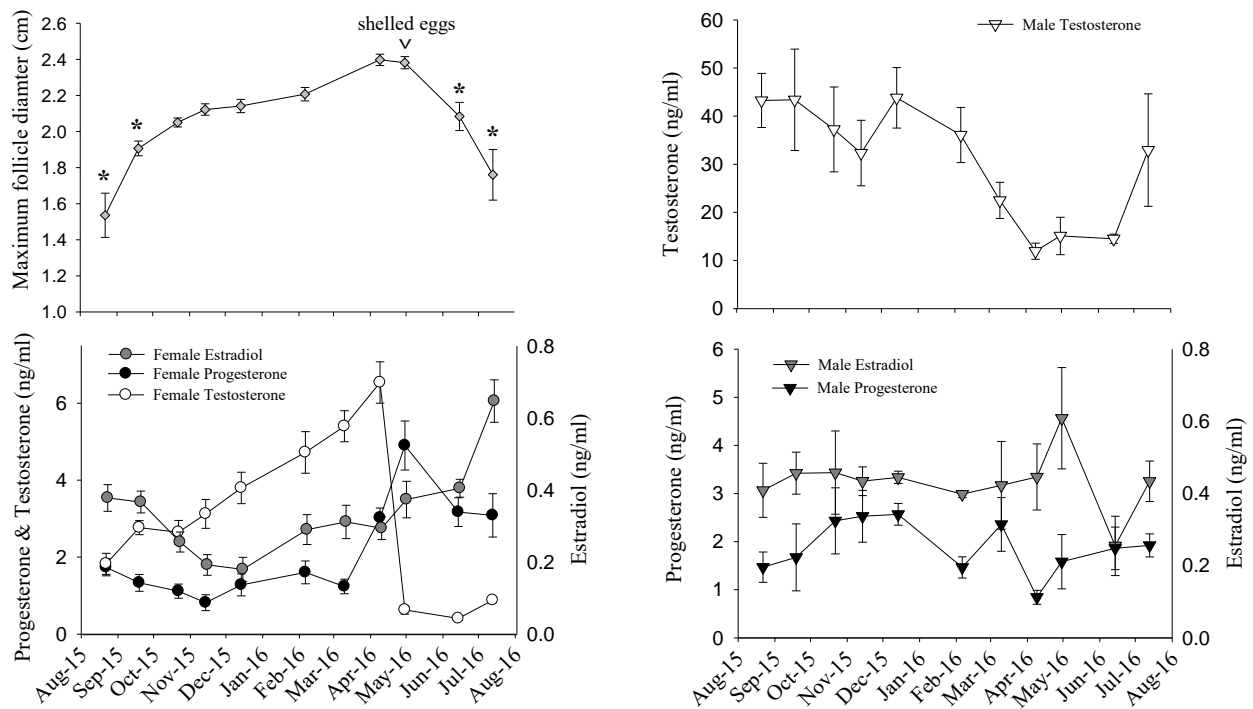 shelled eggs
Maximum follicle diamter (cm)
2.6
2.4
2.2
2.0
1.8
1.6
1.4
1.2
1.0
*
*
*
*
Male Testosterone
Testosterone (ng/ml)
60
50
40
30
20
10
0
Female Estradiol
Female Progesterone
Female Testosterone
Progesterone & Testosterone (ng/ml)
6
4
2
0
0.8
0.6
0.4
0.2
0.0
Estradiol (ng/ml)
Aug-15
Sep-15
Oct-15
Nov-15
Dec-15
Jan-16
Feb-16
Mar-16
Apr-16
May-16
Jun-16
Jul-16
Aug-16
Male Estradiol
Male Progesterone
Progesterone (ng/ml)
6
5
4
3
2
1
0
0.8
0.6
0.4
0.2
0.0
Estradiol (ng/ml)
Aug-15
Sep-15
Oct-15
Nov-15
Dec-15
Jan-16
Feb-16
Mar-16
Apr-16
May-16
Jun-16
Jul-16
Aug-16